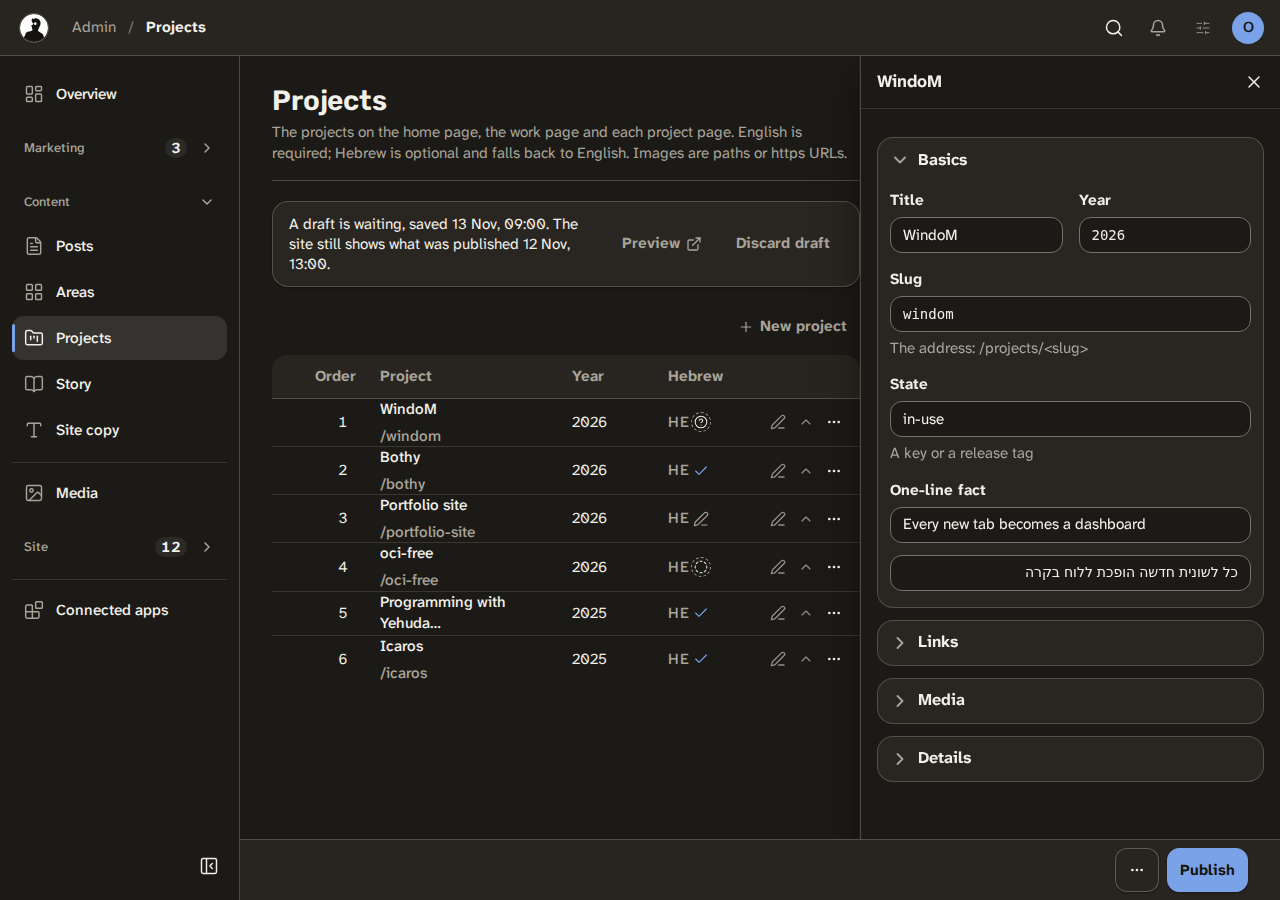 Admin / Projects
O
Overview
Marketing 3
Content
Posts
Areas
Projects
Story
Site copy
Media
Site 12
Connected apps
Projects
The projects on the home page, the work page and each project page. English is
required; Hebrew is optional and falls back to English. Images are paths or https URLs.
A draft is waiting, saved 13 Nov, 09:00. The
site still shows what was published 12 Nov,
13:00.
Preview
Discard draft
+ New project
Order Project Year Hebrew
1 WindoM 2026 HE
/windom
2 Bothy 2026 HE
/bothy
3 Portfolio site 2026 HE
/portfolio-site
4 oci-free 2026 HE
/oci-free
5 Programming with 2025 HE
Yehuda...
6 Icaros 2025 HE
/icaros
WindoM
Basics
Title Year
WindoM 2026
Slug
windom
The address: /projects/<slug>
State
in-use
A key or a release tag
One-line fact
Every new tab becomes a dashboard
כל לשונית חדשה הופכת ללוח בקרה
Links
Media
Details
Publish